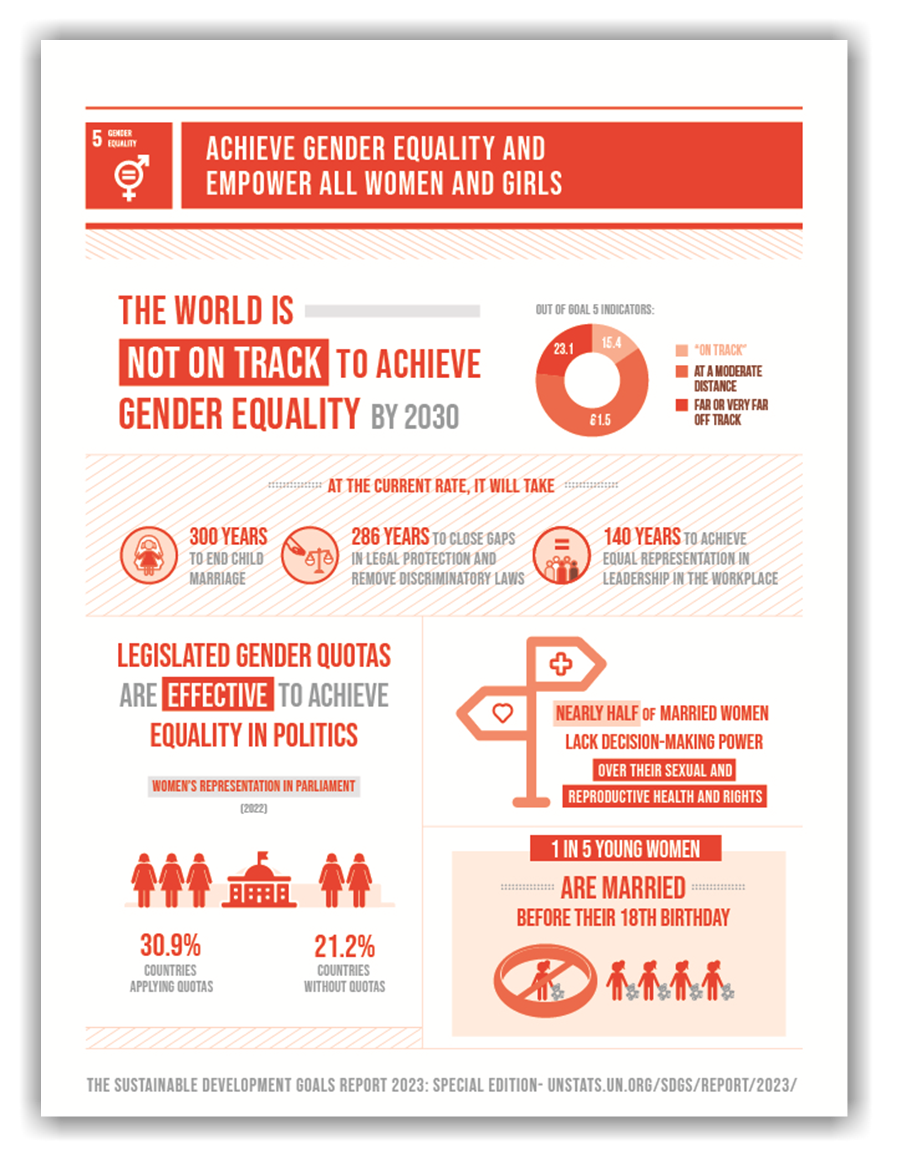 5 GENDER
EQUALITY
ACHIEVE GENDER EQUALITY AND
EMPOWER ALL WOMEN AND GIRLS
THE WORLD IS
NOT ON TRACK TO ACHIEVE
GENDER EQUALITY BY 2030
OUT OF GOAL 5 INDICATORS:
23.1
15.4
61.5
"ON TRACK"
AT A MODERATE
DISTANCE
FAR OR VERY FAR
OFF TRACK
AT THE CURRENT RATE, IT WILL TAKE
300 YEARS
TO END CHILD
MARRIAGE
286 YEARS TO CLOSE GAPS
IN LEGAL PROTECTION AND
REMOVE DISCRIMINATORY LAWS
140 YEARS TO ACHIEVE
EQUAL REPRESENTATION IN
LEADERSHIP IN THE WORKPLACE
LEGISLATED GENDER QUOTAS
ARE EFFECTIVE TO ACHIEVE
EQUALITY IN POLITICS
WOMEN'S REPRESENTATION IN PARLIAMENT
(2022)
30.9%
COUNTRIES
APPLYING QUOTAS
21.2%
COUNTRIES
WITHOUT QUOTAS
NEARLY HALF OF MARRIED WOMEN
LACK DECISION-MAKING POWER
OVER THEIR SEXUAL AND
REPRODUCTIVE HEALTH AND RIGHTS
1 IN 5 YOUNG WOMEN
ARE MARRIED
BEFORE THEIR 18TH BIRTHDAY
THE SUSTAINABLE DEVELOPMENT GOALS REPORT 2023: SPECIAL EDITION- UNSTATS.UN.ORG/SDGS/REPORT/2023/